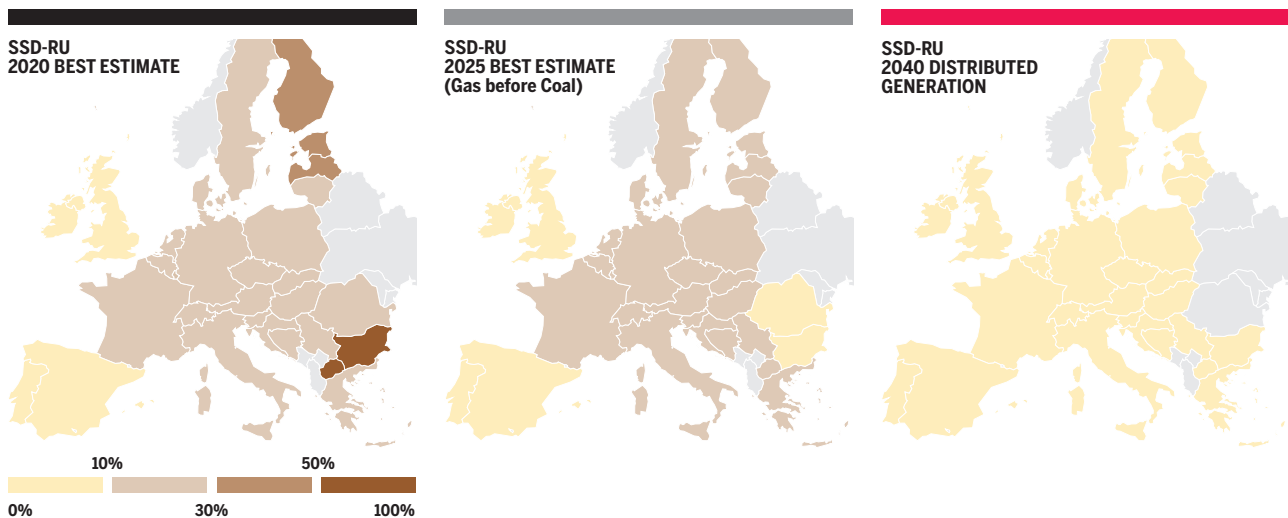 SSD-RU
2020 BEST ESTIMATE
SSD-RU
2025 BEST ESTIMATE
(Gas before Coal)
SSD-RU
2040 DISTRIBUTED
GENERATION
10% 50%
0% 30% 100%